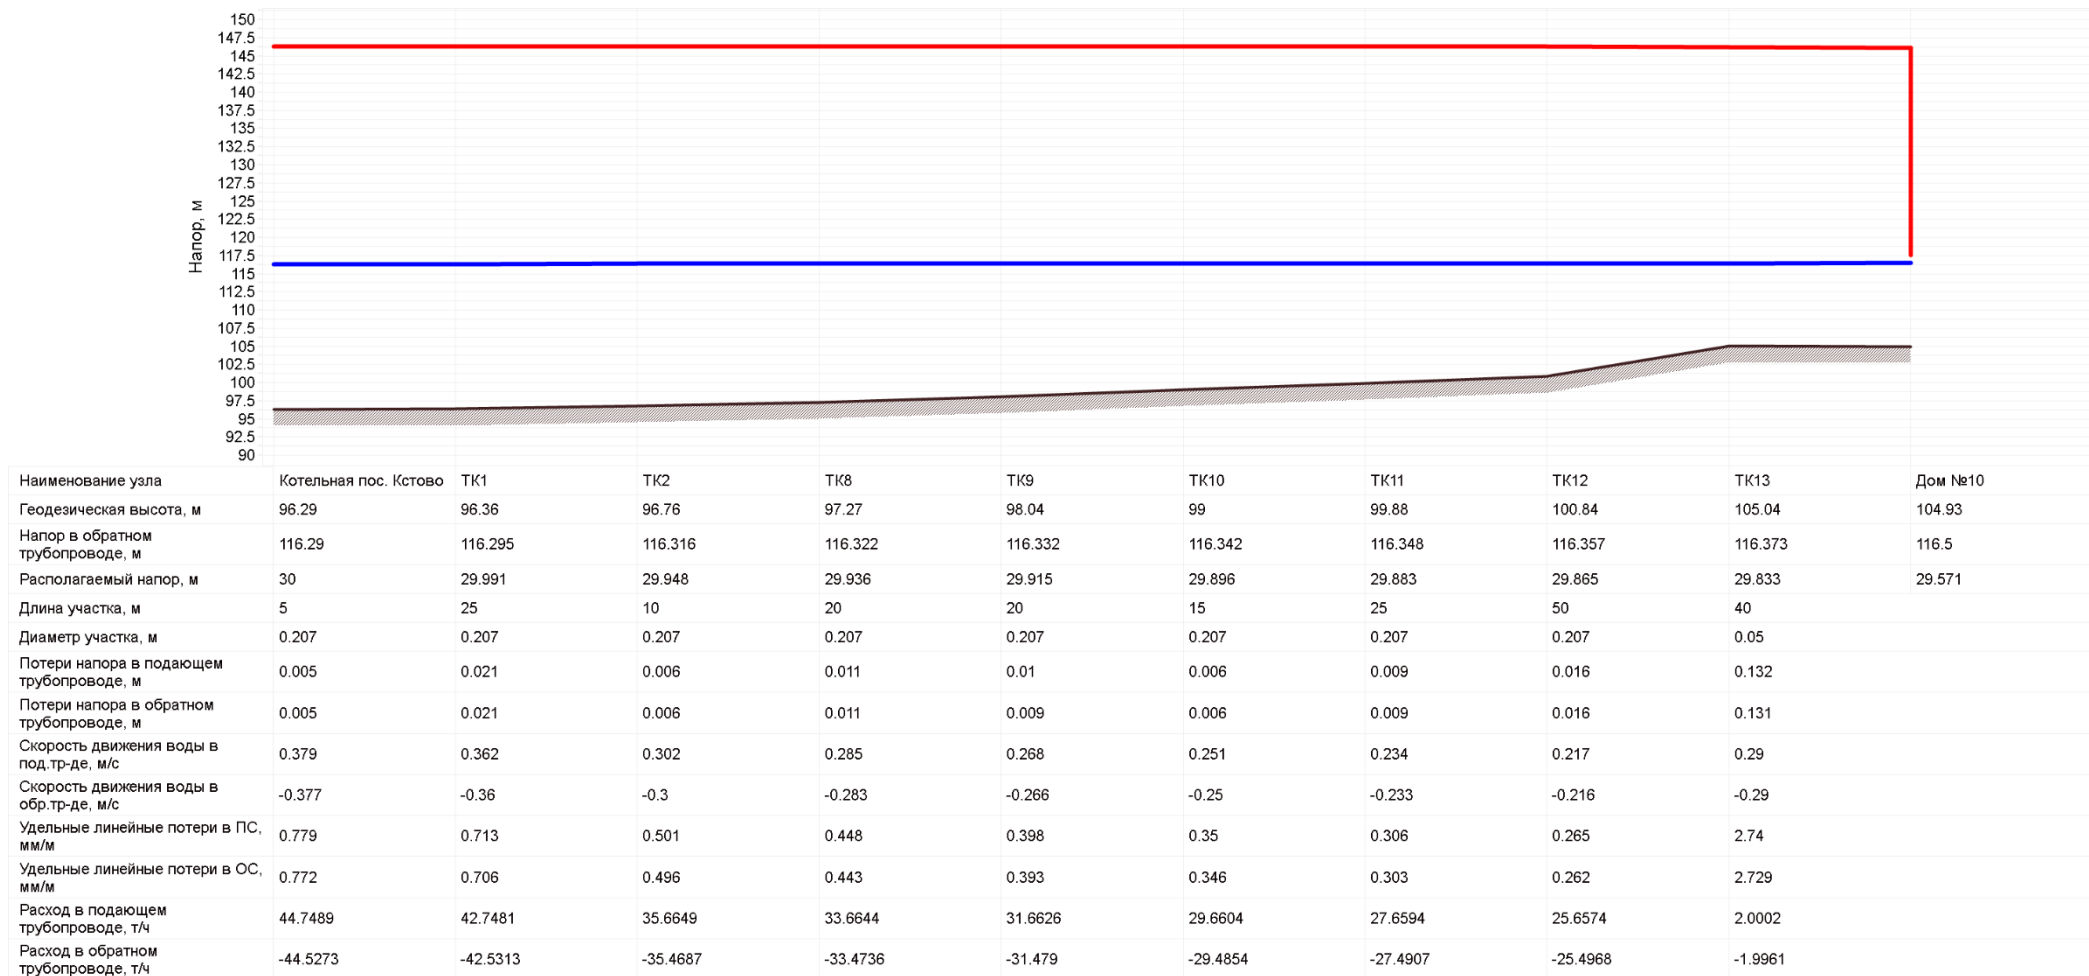 150
147.5
145
142.5
140
137.5
135
132.5
130
127.5
125
122.5
120
117.5
115
112.5
110
107.5
105
102.5
100
97.5
95
92.5
90
Напор, м
Наименование узла Котельная пос. Кстово ТК1 ТК2 ТК8 ТК9 ТК10 ТК11 ТК12 ТК13 Дом №10
Геодезическая высота, м 96.29 96.36 96.76 97.27 98.04 99 99.88 100.84 105.04 104.93
Напор в обратном
трубопроводе, м 116.29 116.295 116.316 116.322 116.332 116.342 116.348 116.357 116.373 116.5
Располагаемый напор, м 30 29.991 29.948 29.936 29.915 29.896 29.883 29.865 29.833 29.571
Длина участка, м 5 25 10 20 20 15 25 50 40
Диаметр участка, м 0.207 0.207 0.207 0.207 0.207 0.207 0.207 0.207 0.05
Потери напора в подающем
трубопроводе, м 0.005 0.021 0.006 0.011 0.01 0.006 0.009 0.016 0.132
Потери напора в обратном
трубопроводе, м 0.005 0.021 0.006 0.011 0.009 0.006 0.009 0.016 0.131
Скорость движения воды в
под.тр-де, м/с 0.379 0.362 0.302 0.285 0.268 0.251 0.234 0.217 0.29
Скорость движения воды в
обр.тр-де, м/с -0.377 -0.36 -0.3 -0.283 -0.266 -0.25 -0.233 -0.216 -0.29
Удельные линейные потери в ПС,
мм/м 0.779 0.713 0.501 0.448 0.398 0.35 0.306 0.265 2.74
Удельные линейные потери в ОС,
мм/м 0.772 0.706 0.496 0.443 0.393 0.346 0.303 0.262 2.729
Расход в подающем
трубопроводе, т/ч 44.7489 42.7481 35.6649 33.6644 31.6626 29.6604 27.6594 25.6574 2.0002
Расход в обратном
трубопроводе, т/ч -44.5273 -42.5313 -35.4687 -33.4736 -31.479 -29.4854 -27.4907 -25.4968 -1.9961